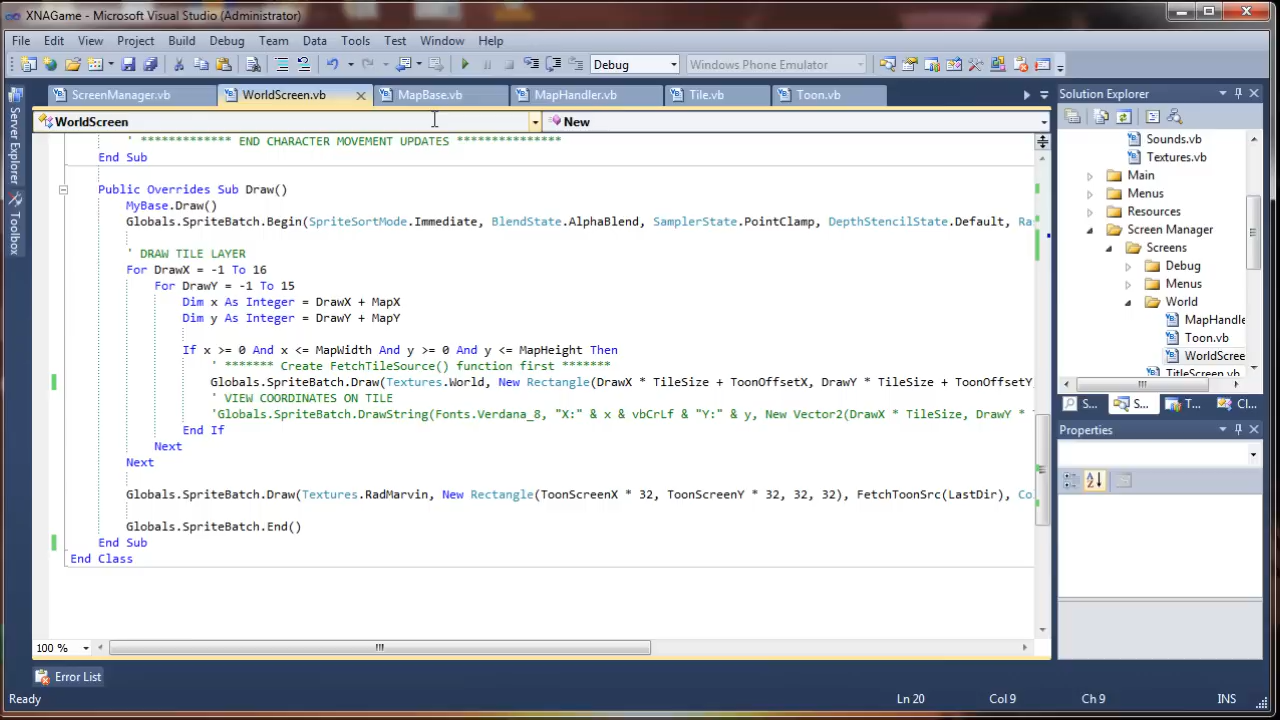 XNAGame - Microsoft Visual Studio (Administrator)
File Edit View Project Build Debug Team Data Tools Test Window Help
Debug Windows Phone Emulator
ScreenManager.vb WorldScreen.vb MapBase.vb MapHandler.vb Tile.vb Toon.vb
WorldScreen New
' ************* END CHARACTER MOVEMENT UPDATES ***************
End Sub
Public Overrides Sub Draw()
MyBase.Draw()
Globals.SpriteBatch.Begin(SpriteSortMode.Immediate, BlendState.AlphaBlend, SamplerState.PointClamp, DepthStencilState.Default, Ra
' DRAW TILE LAYER
For DrawX = -1 To 16
For DrawY = -1 To 15
Dim x As Integer = DrawX + MapX
Dim y As Integer = DrawY + MapY
If x >= 0 And x <= MapWidth And y >= 0 And y <= MapHeight Then
' ******* Create FetchTileSource() function first *******
Globals.SpriteBatch.Draw(Textures.World, New Rectangle(DrawX * TileSize + ToonOffsetX, DrawY * TileSize + ToonOffsetY
' VIEW COORDINATES ON TILE
'Globals.SpriteBatch.DrawString(Fonts.Verdana_8, "X:" & x & vbCrLf & "Y:" & y, New Vector2(DrawX * TileSize, DrawY *
End If
Next
Next
Globals.SpriteBatch.Draw(Textures.RadMarvin, New Rectangle(ToonScreenX * 32, ToonScreenY * 32, 32, 32), FetchToonSrc(LastDir), Co
Globals.SpriteBatch.End()
End Sub
End Class
100 %
Server Explorer
Toolbox
Solution Explorer
Sounds.vb
Textures.vb
Main
Menus
Resources
Screen Manager
Screens
Debug
Menus
World
MapHandle
Toon.vb
WorldScree
TitleScreen.vb
S... S... T... Cl...
Properties
Error List
Ready Ln 20 Col 9 Ch 9 INS